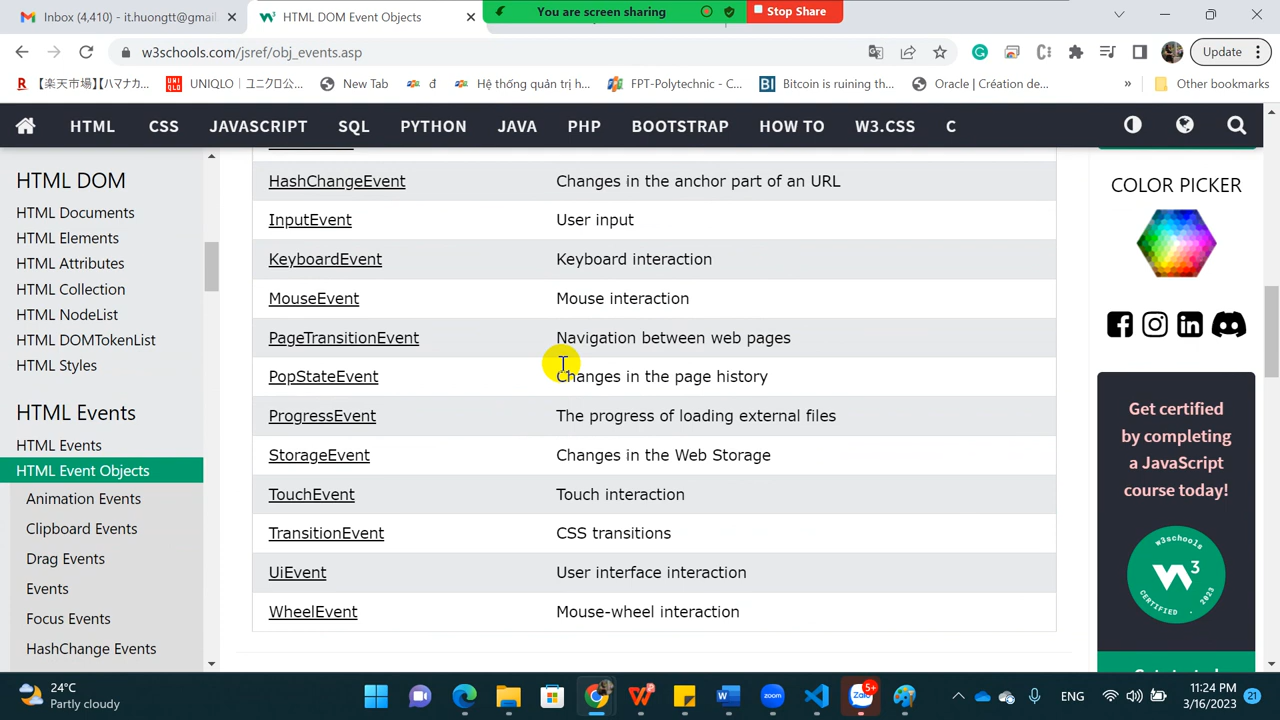 Inbox (4,410) - it.huongtt@gmai
HTML DOM Event Objects
You are screen sharing
Stop Share
w3schools.com/jsref/obj_events.asp
Update
【楽天市場】【ハマナカ...
UNIQLO｜ユニクロ公...
New Tab
đ
Hệ thống quản trị h...
FPT-Polytechnic - C...
Bitcoin is ruining th...
Oracle | Création de...
»
Other bookmarks
HTML
CSS
JAVASCRIPT
SQL
PYTHON
JAVA
PHP
BOOTSTRAP
HOW TO
W3.CSS
C
HTML DOM
HTML Documents
HTML Elements
HTML Attributes
HTML Collection
HTML NodeList
HTML DOMTokenList
HTML Styles
HTML Events
HTML Events
HTML Event Objects
Animation Events
Clipboard Events
Drag Events
Events
Focus Events
HashChange Events
HashChangeEvent Changes in the anchor part of an URL
InputEvent User input
KeyboardEvent Keyboard interaction
MouseEvent Mouse interaction
PageTransitionEvent Navigation between web pages
PopStateEvent Changes in the page history
ProgressEvent The progress of loading external files
StorageEvent Changes in the Web Storage
TouchEvent Touch interaction
TransitionEvent CSS transitions
UiEvent User interface interaction
WheelEvent Mouse-wheel interaction
COLOR PICKER
Get certified
by completing
a JavaScript
course today!
w3schools
CERTIFIED . 2023
24°C
Partly cloudy
zoom
Zalo
5+
ENG
11:24 PM
3/16/2023
21